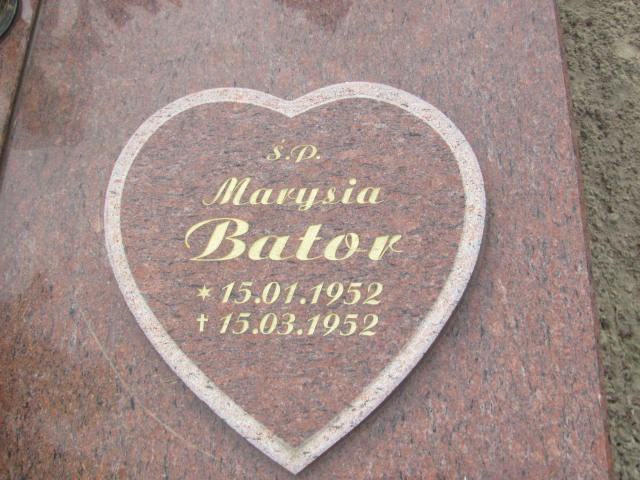 Ś.P.
Marysia
Bator
* 15.01.1952
† 15.03.1952